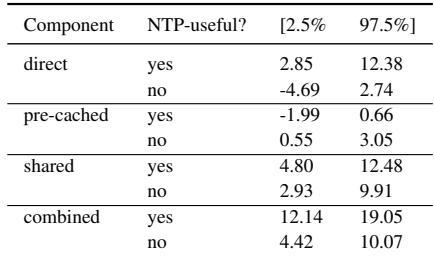 Component NTP-useful? [2.5% 97.5%]
direct yes 2.85 12.38
no -4.69 2.74
pre-cached yes -1.99 0.66
no 0.55 3.05
shared yes 4.80 12.48
no 2.93 9.91
combined yes 12.14 19.05
no 4.42 10.07